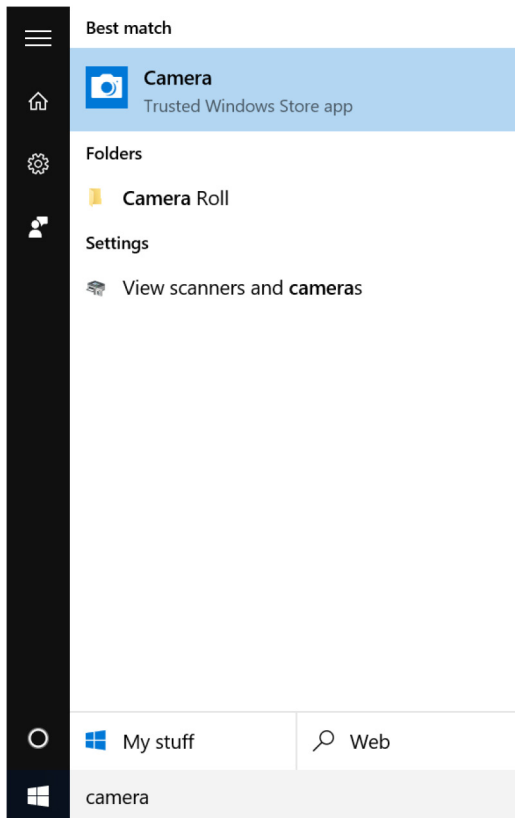 Best match
Camera
Trusted Windows Store app
Folders
Camera Roll
Settings
View scanners and cameras
My stuff
Web
camera